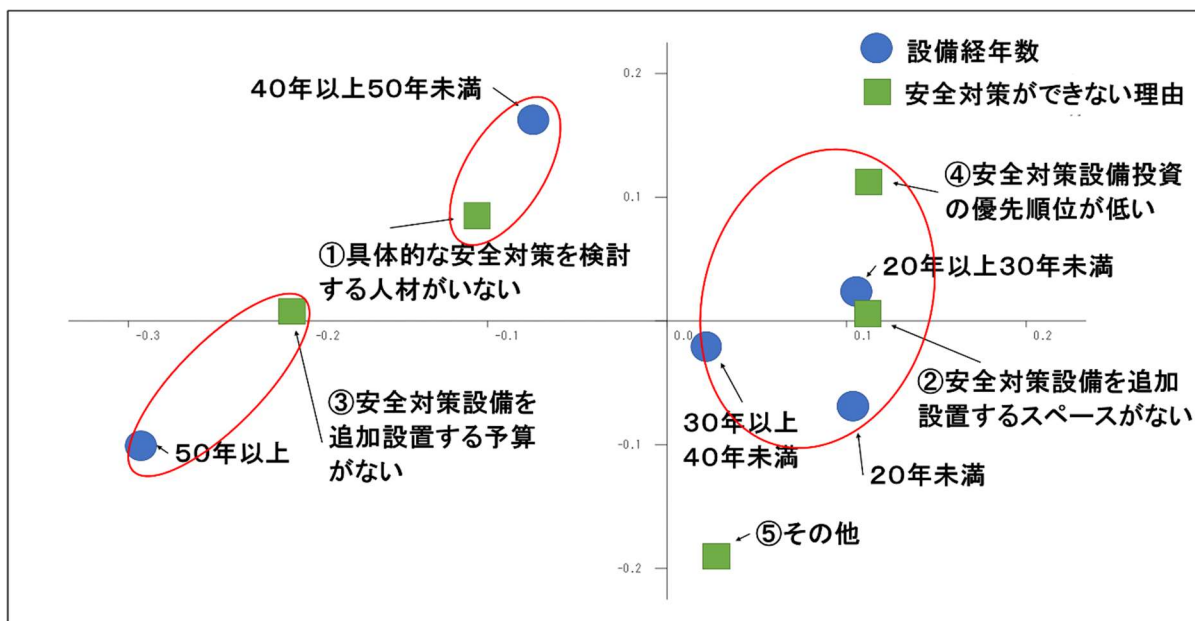 設備経年数
安全対策ができない理由
40年以上50年未満
0.2
④安全対策設備投資
の優先順位が低い
0.1
①具体的な安全対策を検討
する人材がいない
20年以上30年未満
-0.3
-0.2
-0.1
0.0
0.1
0.2
③安全対策設備を
追加設置する予算
がない
②安全対策設備を追加
設置するスペースがない
50年以上
30年以上
40年未満
-0.1
20年未満
⑤その他
-0.2